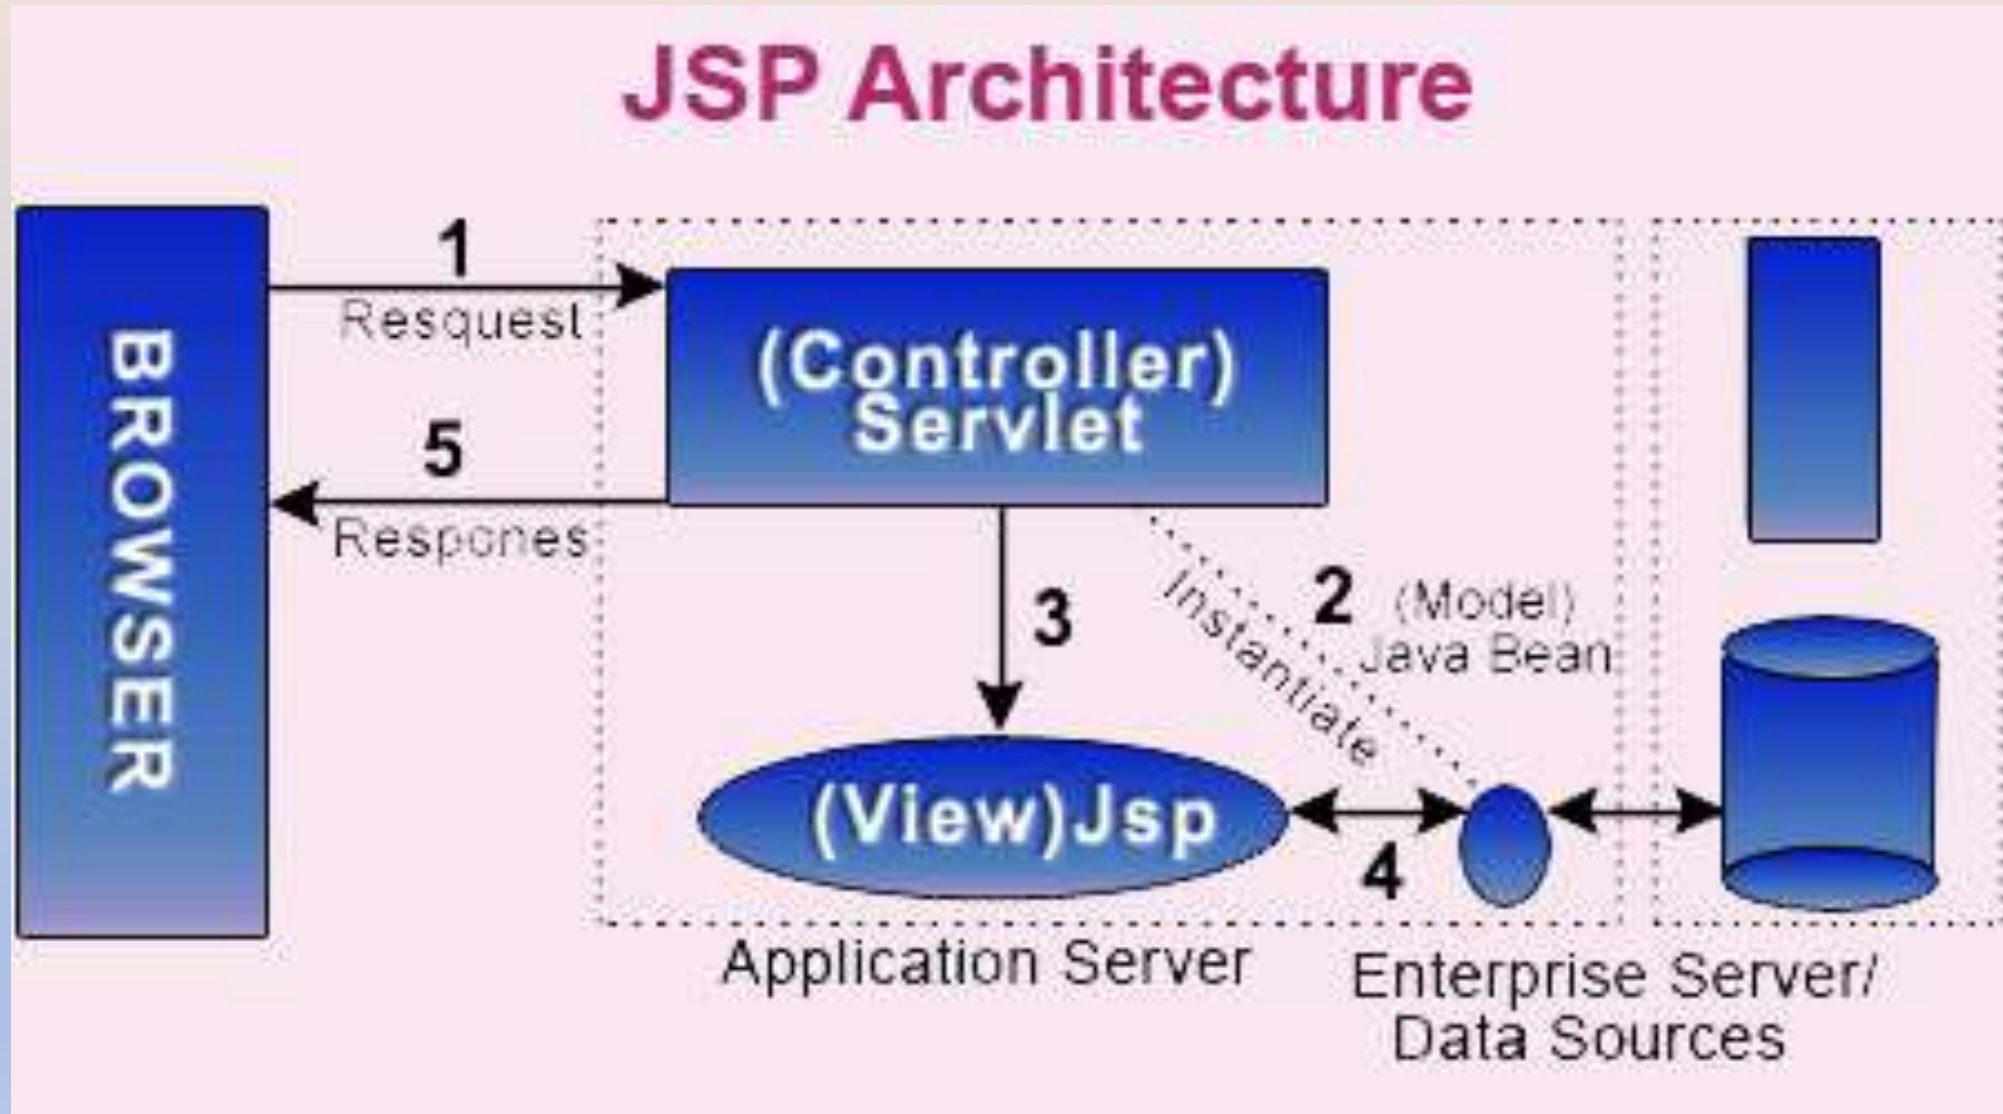 JSP Architecture
BROWSER
1
Resquest
5
Respones
(Controller)
Servlet
3
2
Instantiate
(Model)
Java Bean
(View)Jsp
4
Application Server
Enterprise Server/
Data Sources